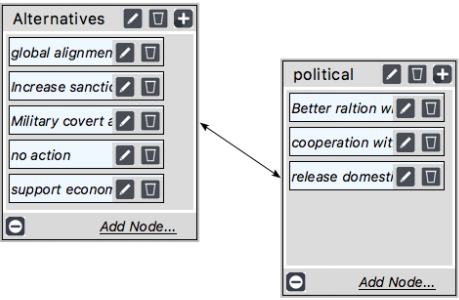 Alternatives
global alignmen
Increase sanctic
Military covert a
no action
support econom
Add Node...
political
Better raltion wi
cooperation wit
release domesti
Add Node...